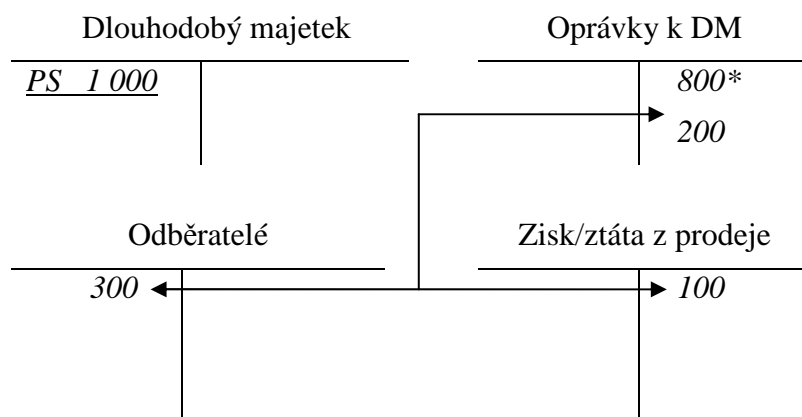 Dlouhodobý majetek
Oprávky k DM
PS 1 000
800*
200
Odběratelé
Zisk/ztáta z prodeje
300
100